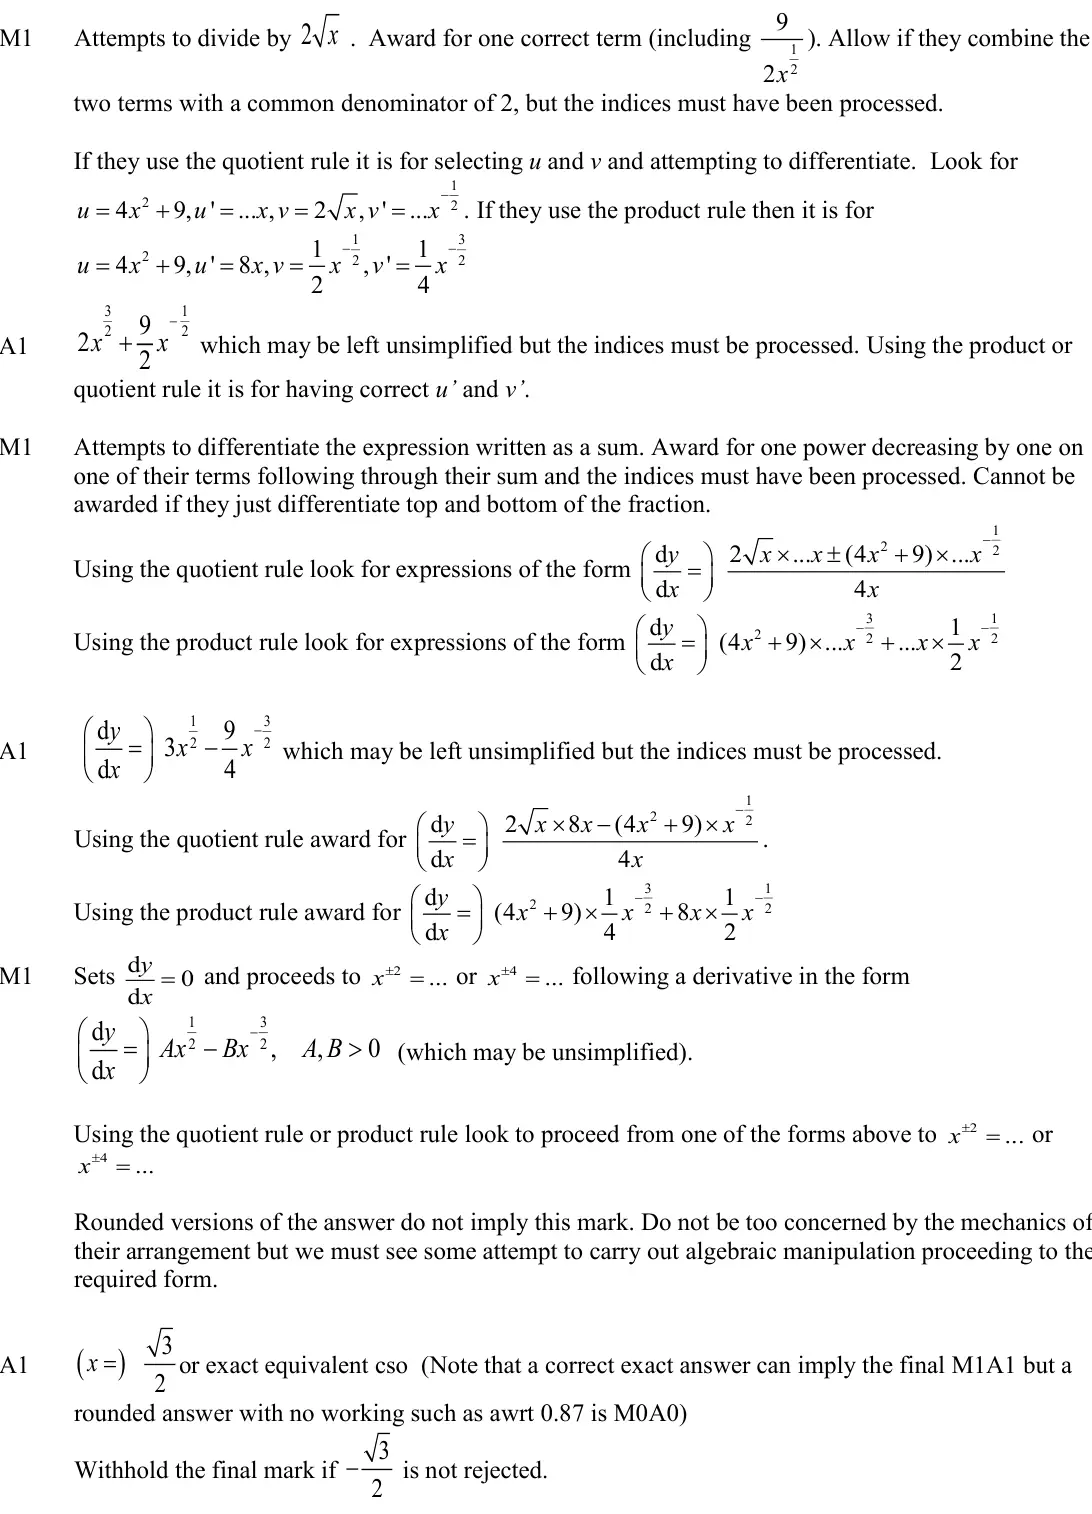 M1 Attempts to divide by 2√x . Award for one correct term (including 9/(2x^(1/2)) ). Allow if they combine the
two terms with a common denominator of 2, but the indices must have been processed.
If they use the quotient rule it is for selecting u and v and attempting to differentiate. Look for
u = 4x² + 9, u ' = ...x, v = 2√x, v ' = ...x^(−1/2) . If they use the product rule then it is for
u = 4x² + 9, u ' = 8x, v = 1/2 x^(−1/2), v ' = 1/4 x^(−3/2)
A1 2x^(3/2) + 9/2 x^(−1/2) which may be left unsimplified but the indices must be processed. Using the product or
quotient rule it is for having correct u’ and v’.
M1 Attempts to differentiate the expression written as a sum. Award for one power decreasing by one on
one of their terms following through their sum and the indices must have been processed. Cannot be
awarded if they just differentiate top and bottom of the fraction.
Using the quotient rule look for expressions of the form (dy/dx =) (2√x × ...x ± (4x² + 9) × ...x^(−1/2))/(4x)
Using the product rule look for expressions of the form (dy/dx =) (4x² + 9) × ...x^(−3/2) + ...x × 1/2 x^(−1/2)
A1 (dy/dx =) 3x^(1/2) − 9/4 x^(−3/2) which may be left unsimplified but the indices must be processed.
Using the quotient rule award for (dy/dx =) (2√x × 8x − (4x² + 9) × x^(−1/2))/(4x) .
Using the product rule award for (dy/dx =) (4x² + 9) × 1/4 x^(−3/2) + 8x × 1/2 x^(−1/2)
M1 Sets dy/dx = 0 and proceeds to x^(±2) = ... or x^(±4) = ... following a derivative in the form
(dy/dx =) Ax^(1/2) − Bx^(−3/2), A, B > 0 (which may be unsimplified).
Using the quotient rule or product rule look to proceed from one of the forms above to x^(±2) = ... or
x^(±4) = ...
Rounded versions of the answer do not imply this mark. Do not be too concerned by the mechanics of
their arrangement but we must see some attempt to carry out algebraic manipulation proceeding to the
required form.
A1 (x =) √3/2 or exact equivalent cso (Note that a correct exact answer can imply the final M1A1 but a
rounded answer with no working such as awrt 0.87 is M0A0)
Withhold the final mark if −√3/2 is not rejected.